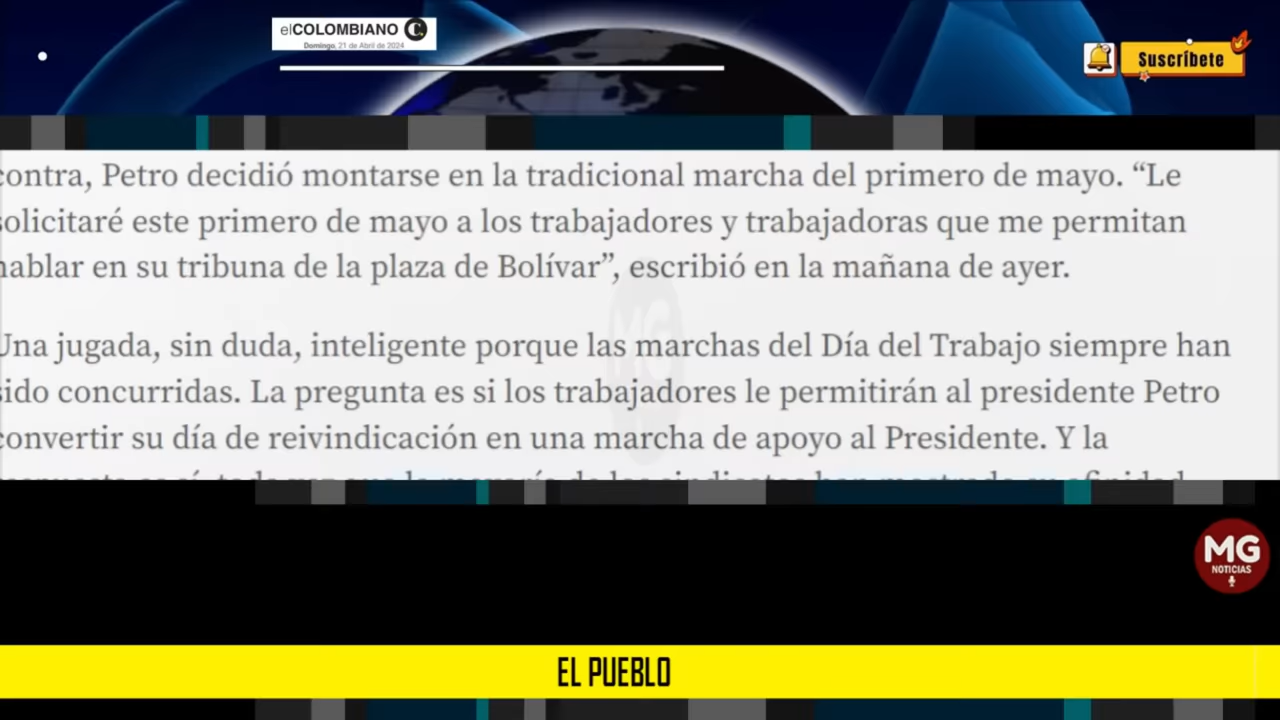 elCOLOMBIANO C
Domingo, 21 de Abril de 2024
Suscríbete
contra, Petro decidió montarse en la tradicional marcha del primero de mayo. “Le
solicitaré este primero de mayo a los trabajadores y trabajadoras que me permitan
hablar en su tribuna de la plaza de Bolívar”, escribió en la mañana de ayer.
Una jugada, sin duda, inteligente porque las marchas del Día del Trabajo siempre han
sido concurridas. La pregunta es si los trabajadores le permitirán al presidente Petro
convertir su día de reivindicación en una marcha de apoyo al Presidente. Y la
MG
MG
NOTICIAS
EL PUEBLO